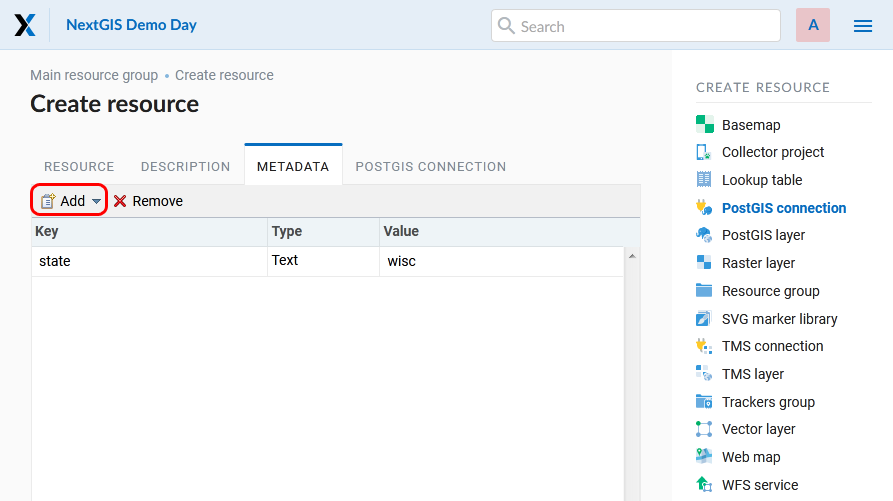 NextGIS Demo Day
Search
A
Main resource group • Create resource
Create resource
RESOURCE DESCRIPTION METADATA POSTGIS CONNECTION
Add Remove
Key Type Value
state Text wisc
CREATE RESOURCE
Basemap
Collector project
Lookup table
PostGIS connection
PostGIS layer
Raster layer
Resource group
SVG marker library
TMS connection
TMS layer
Trackers group
Vector layer
Web map
WFS service